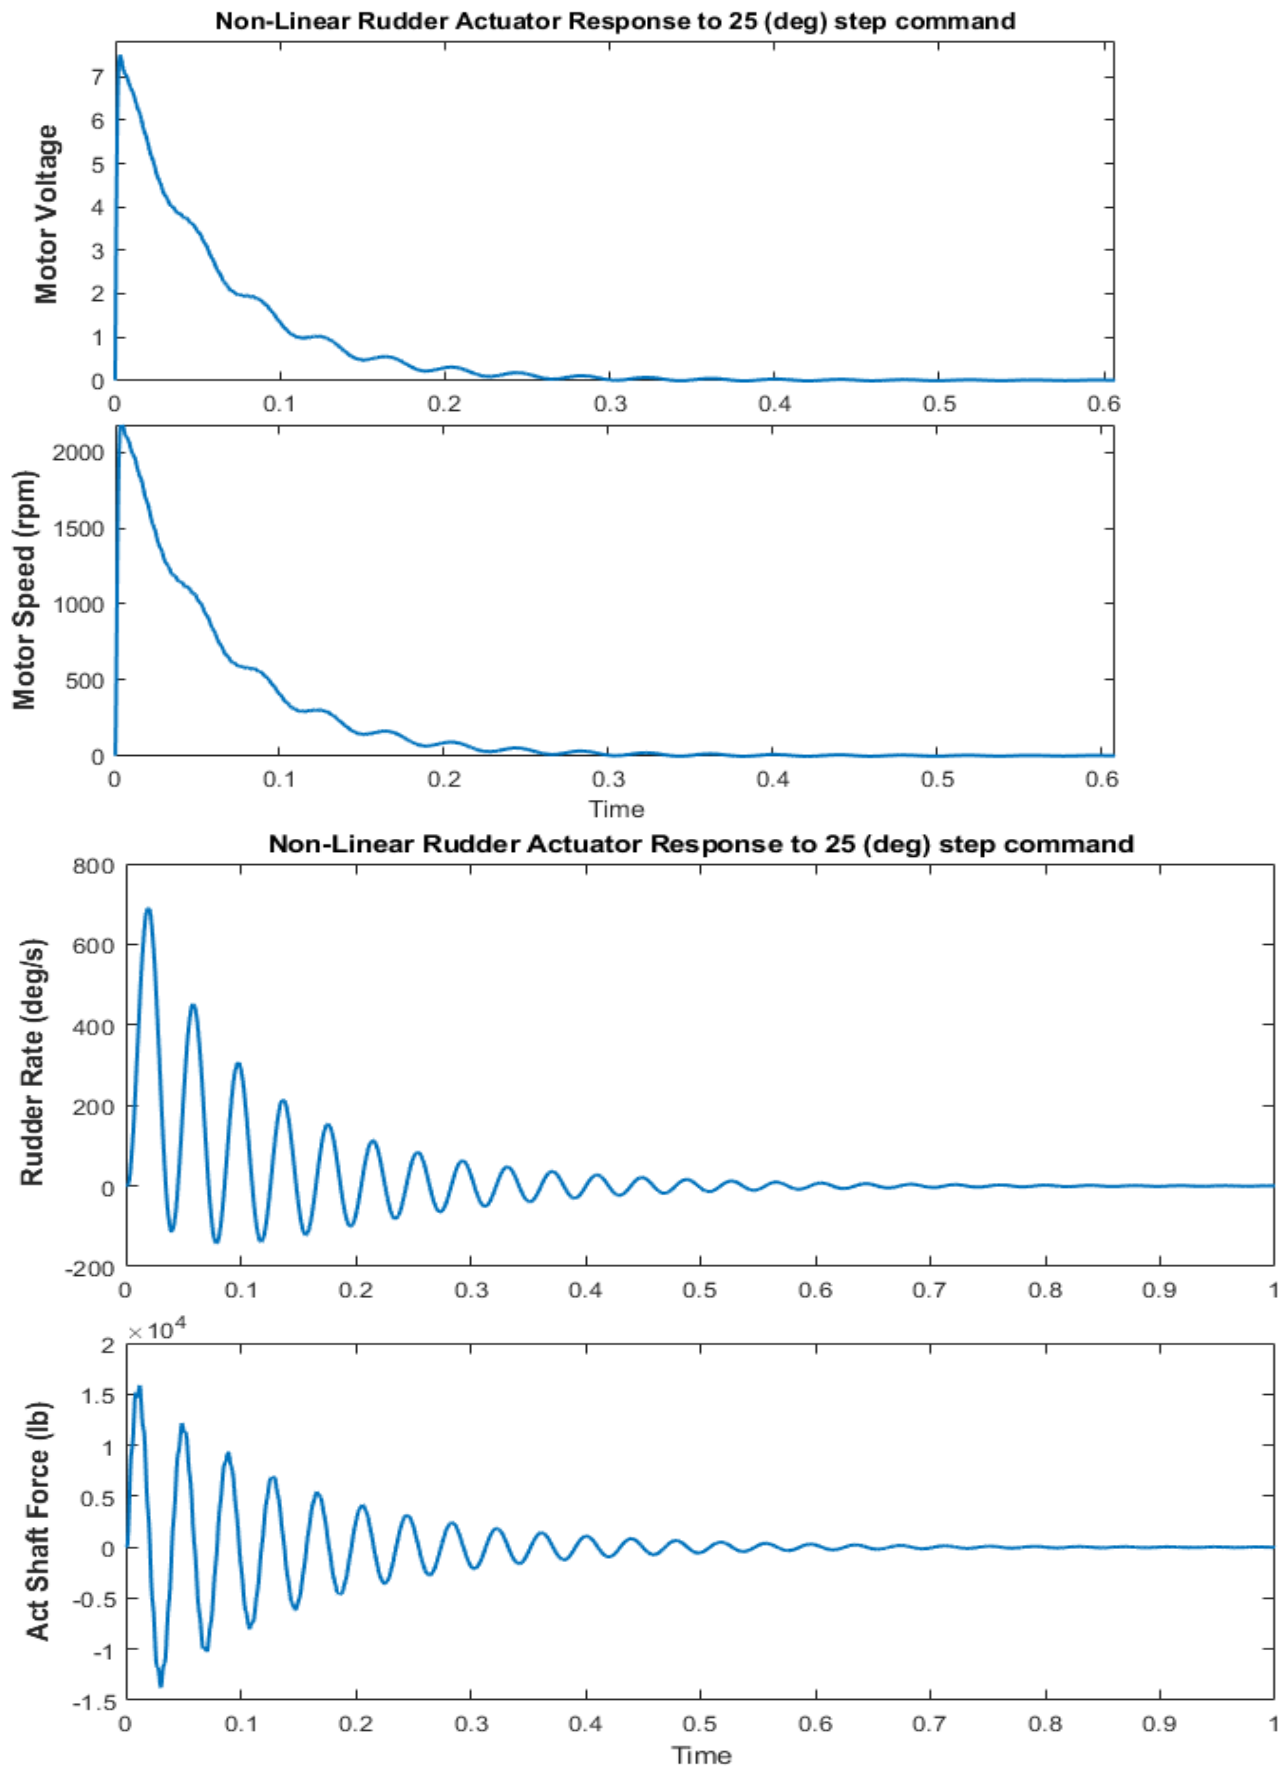 Non-Linear Rudder Actuator Response to 25 (deg) step command
Motor Voltage
7
6
5
4
3
2
1
0
0 0.1 0.2 0.3 0.4 0.5 0.6
Motor Speed (rpm)
2000
1500
1000
500
0
0 0.1 0.2 0.3 0.4 0.5 0.6
Time
Non-Linear Rudder Actuator Response to 25 (deg) step command
Rudder Rate (deg/s)
800
600
400
200
0
-200
0 0.1 0.2 0.3 0.4 0.5 0.6 0.7 0.8 0.9 1
×10^4
Act Shaft Force (lb)
2
1.5
1
0.5
0
-0.5
-1
-1.5
0 0.1 0.2 0.3 0.4 0.5 0.6 0.7 0.8 0.9 1
Time